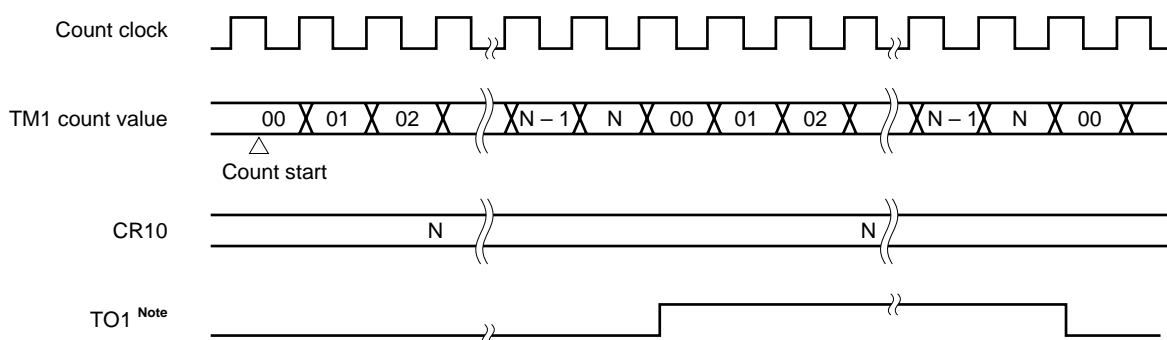 Count clock
TM1 count value 00 01 02 N – 1 N 00 01 02 N – 1 N 00
Count start
CR10 N N
TO1 Note